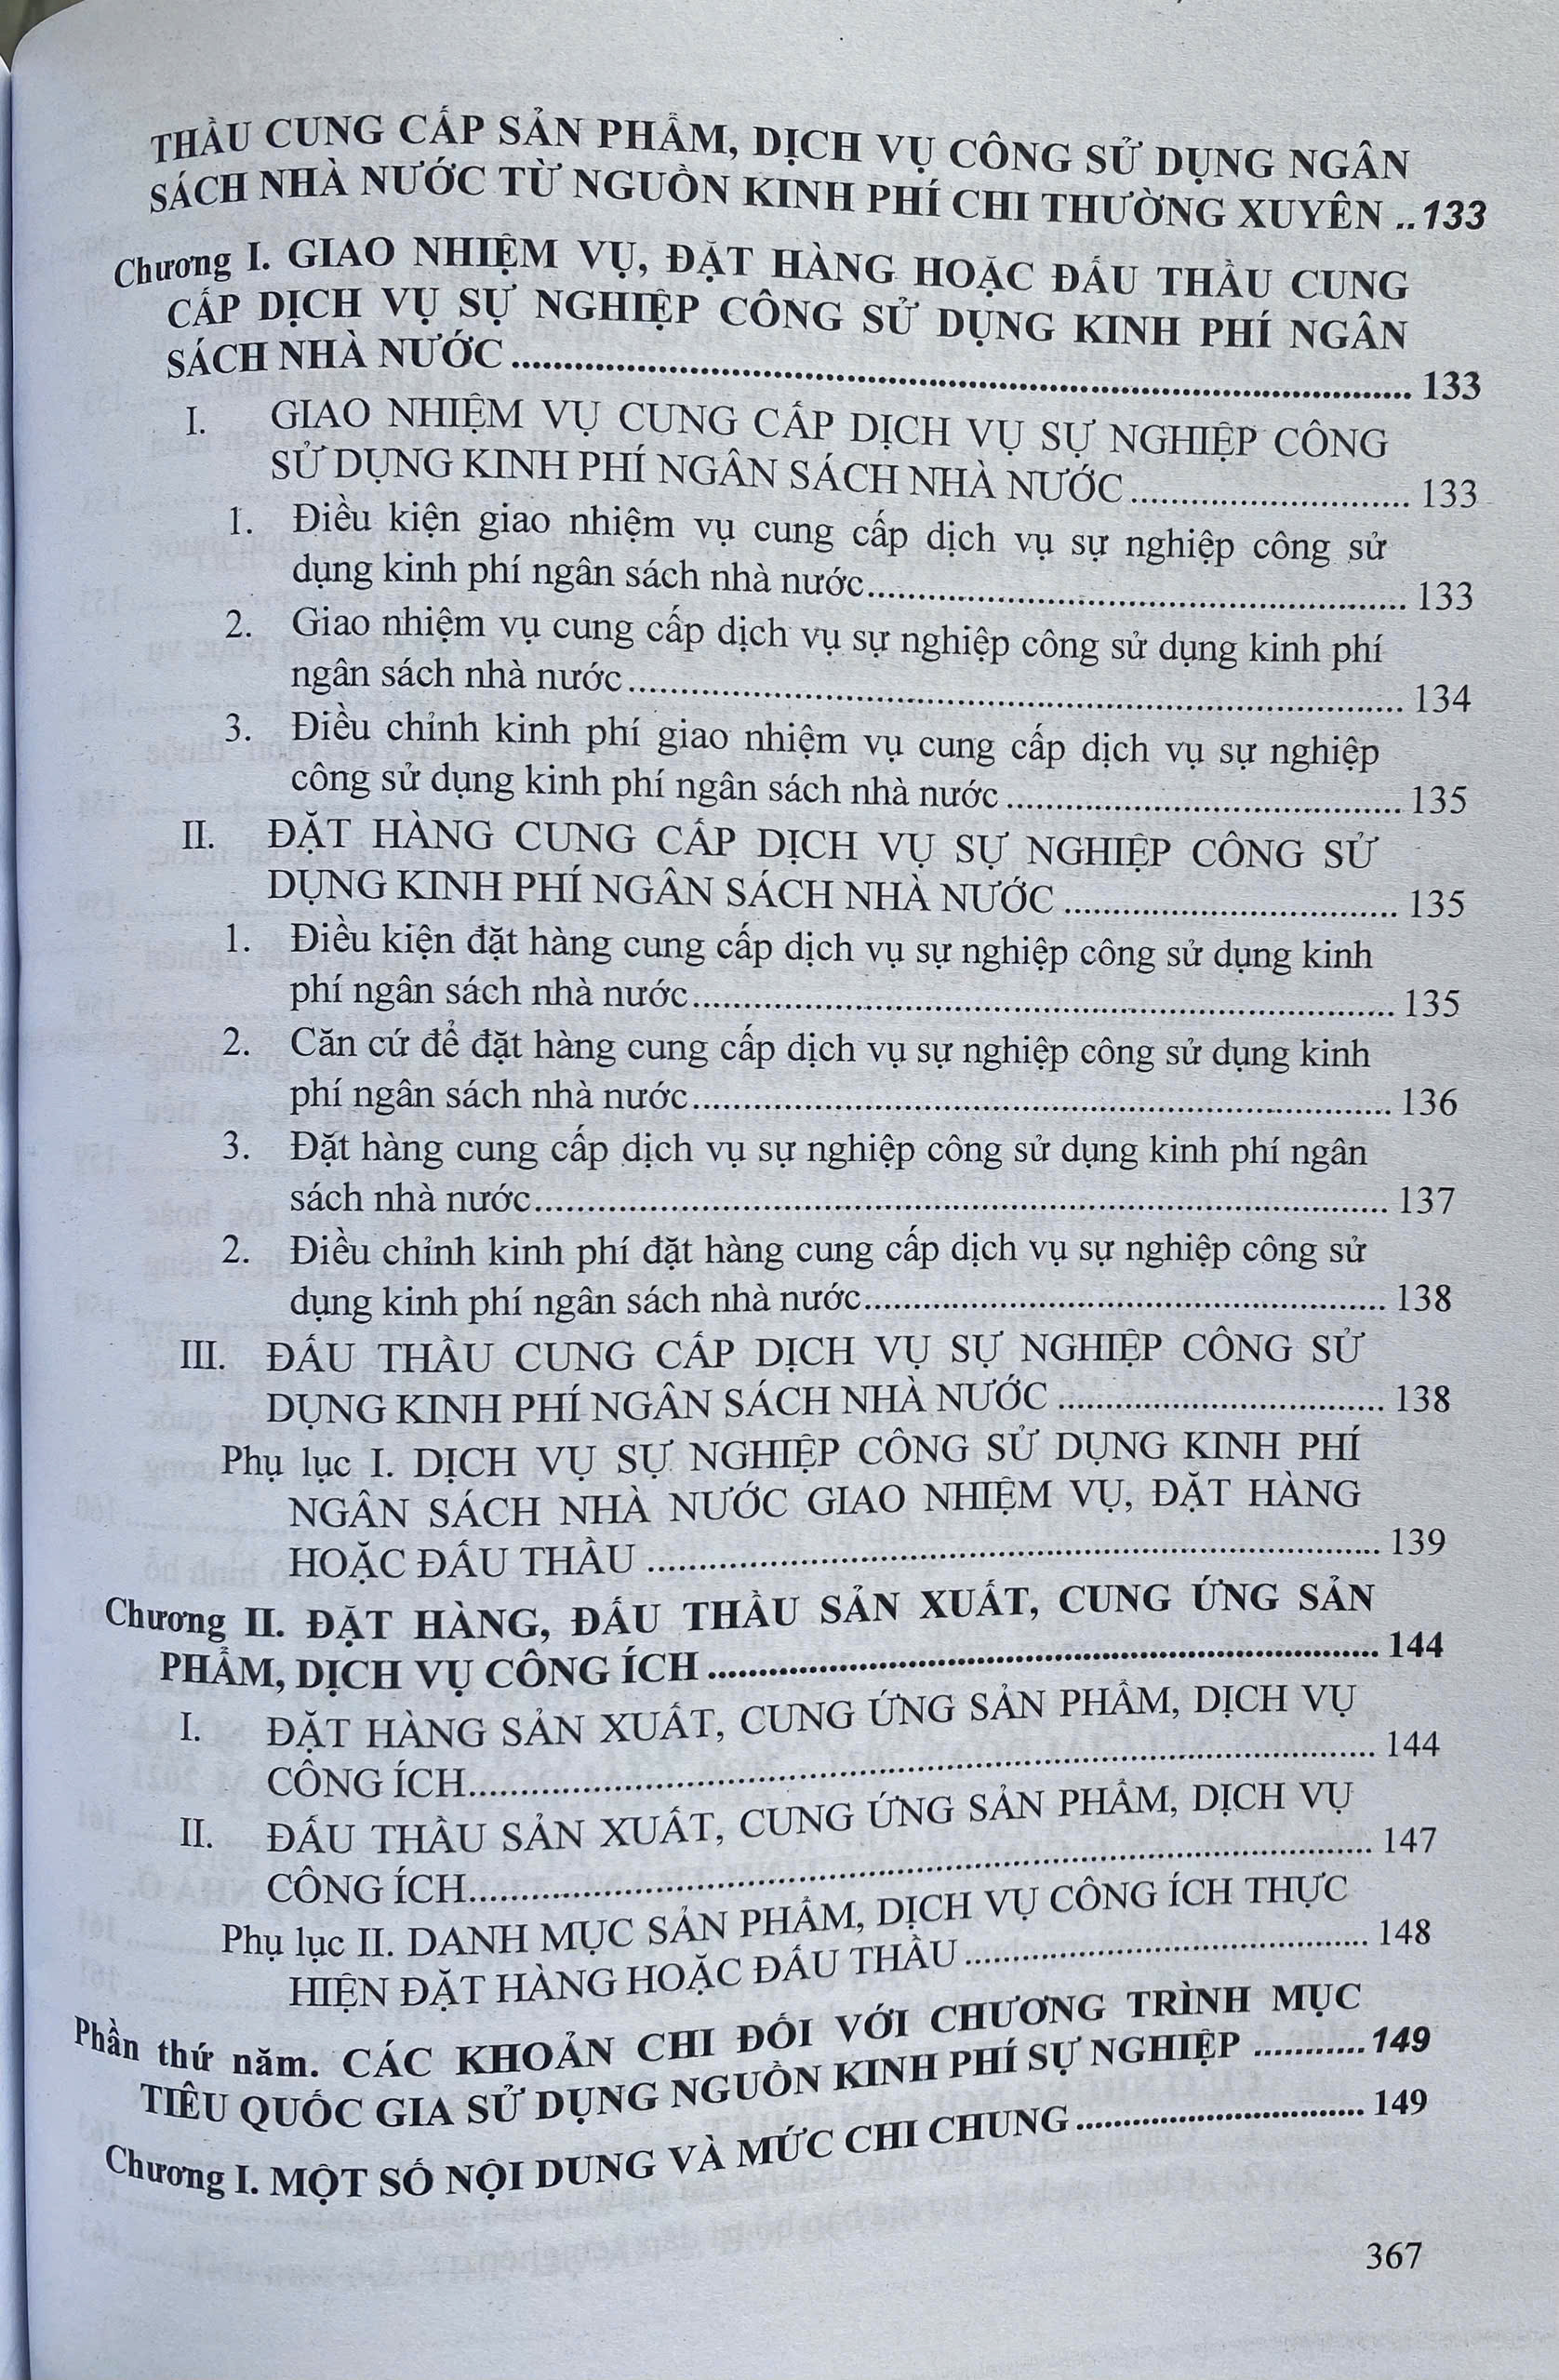 THẦU CUNG CẤP SẢN PHẨM, DỊCH VỤ CÔNG SỬ DỤNG NGÂN
SÁCH NHÀ NƯỚC TỪ NGUỒN KINH PHÍ CHI THƯỜNG XUYÊN ..133
Chương I. GIAO NHIỆM VỤ, ĐẶT HÀNG HOẶC ĐẤU THẦU CUNG
CẤP DỊCH VỤ SỰ NGHIỆP CÔNG SỬ DỤNG KINH PHÍ NGÂN
SÁCH NHÀ NƯỚC ........................................ 133
I. GIAO NHIỆM VỤ CUNG CẤP DỊCH VỤ SỰ NGHIỆP CÔNG
SỬ DỤNG KINH PHÍ NGÂN SÁCH NHÀ NƯỚC ............................ 133
1. Điều kiện giao nhiệm vụ cung cấp dịch vụ sự nghiệp công sử
dụng kinh phí ngân sách nhà nước........................................ 133
2. Giao nhiệm vụ cung cấp dịch vụ sự nghiệp công sử dụng kinh phí
ngân sách nhà nước........................................ 134
3. Điều chỉnh kinh phí giao nhiệm vụ cung cấp dịch vụ sự nghiệp
công sử dụng kinh phí ngân sách nhà nước ........................................ 135
II. ĐẶT HÀNG CUNG CẤP DỊCH VỤ SỰ NGHIỆP CÔNG SỬ
DỤNG KINH PHÍ NGÂN SÁCH NHÀ NƯỚC .................................. 135
1. Điều kiện đặt hàng cung cấp dịch vụ sự nghiệp công sử dụng kinh
phí ngân sách nhà nước........................................ 135
2. Căn cứ để đặt hàng cung cấp dịch vụ sự nghiệp công sử dụng kinh
phí ngân sách nhà nước........................................ 136
3. Đặt hàng cung cấp dịch vụ sự nghiệp công sử dụng kinh phí ngân
sách nhà nước........................................ 137
2. Điều chỉnh kinh phí đặt hàng cung cấp dịch vụ sự nghiệp công sử
dụng kinh phí ngân sách nhà nước........................................ 138
III. ĐẤU THẦU CUNG CẤP DỊCH VỤ SỰ NGHIỆP CÔNG SỬ
DỤNG KINH PHÍ NGÂN SÁCH NHÀ NƯỚC .................................. 138
Phụ lục I. DỊCH VỤ SỰ NGHIỆP CÔNG SỬ DỤNG KINH PHÍ
NGÂN SÁCH NHÀ NƯỚC GIAO NHIỆM VỤ, ĐẶT HÀNG
HOẶC ĐẤU THẦU ........................................ 139
Chương II. ĐẶT HÀNG, ĐẤU THẦU SẢN XUẤT, CUNG ỨNG SẢN
PHẨM, DỊCH VỤ CÔNG ÍCH ........................................ 144
I. ĐẶT HÀNG SẢN XUẤT, CUNG ỨNG SẢN PHẨM, DỊCH VỤ
CÔNG ÍCH........................................ 144
II. ĐẤU THẦU SẢN XUẤT, CUNG ỨNG SẢN PHẨM, DỊCH VỤ
CÔNG ÍCH........................................ 147
Phụ lục II. DANH MỤC SẢN PHẨM, DỊCH VỤ CÔNG ÍCH THỰC
HIỆN ĐẶT HÀNG HOẶC ĐẤU THẦU ........................................ 148
Phần thứ năm. CÁC KHOẢN CHI ĐỐI VỚI CHƯƠNG TRÌNH MỤC
TIÊU QUỐC GIA SỬ DỤNG NGUỒN KINH PHÍ SỰ NGHIỆP ...........149
Chương I. MỘT SỐ NỘI DUNG VÀ MỨC CHI CHUNG................................ 149
367